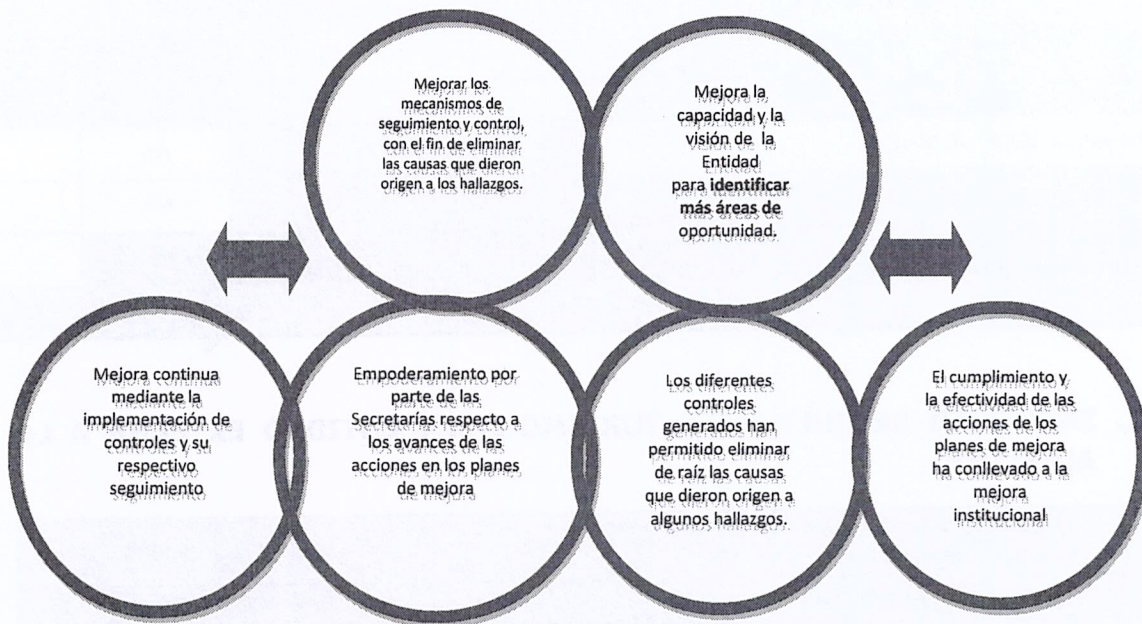 Mejorar los
mecanismos de
seguimiento y control,
con el fin de eliminar
las causas que dieron
origen a los hallazgos.
Mejora la
capacidad y la
visión de la
Entidad
para identificar
más áreas de
oportunidad.
Mejora continua
mediante la
implementación de
controles y su
respectivo
seguimiento
Empoderamiento por
parte de las
Secretarías respecto a
los avances de las
acciones en los planes
de mejora
Los diferentes
controles
generados han
permitido eliminar
de raíz las causas
que dieron origen a
algunos hallazgos.
El cumplimiento y
la efectividad de las
acciones de los
planes de mejora
ha conllevado a la
mejora
institucional